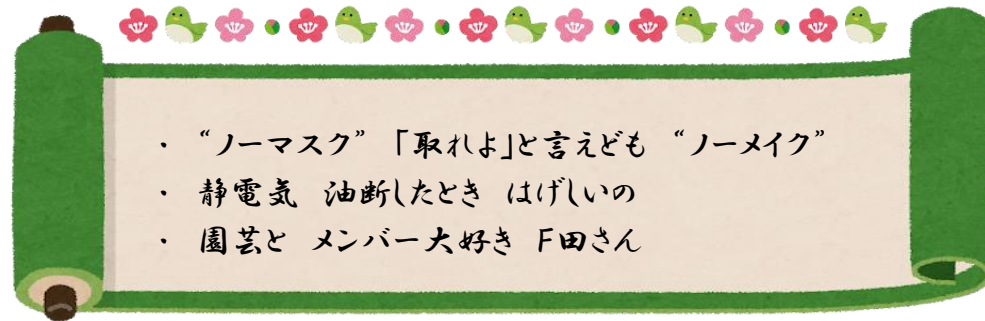 ・ “ノーマスク” 「取れよ」と言えども “ノーメイク”
・ 静電気 油断したとき はげしいの
・ 園芸と メンバー大好き F田さん